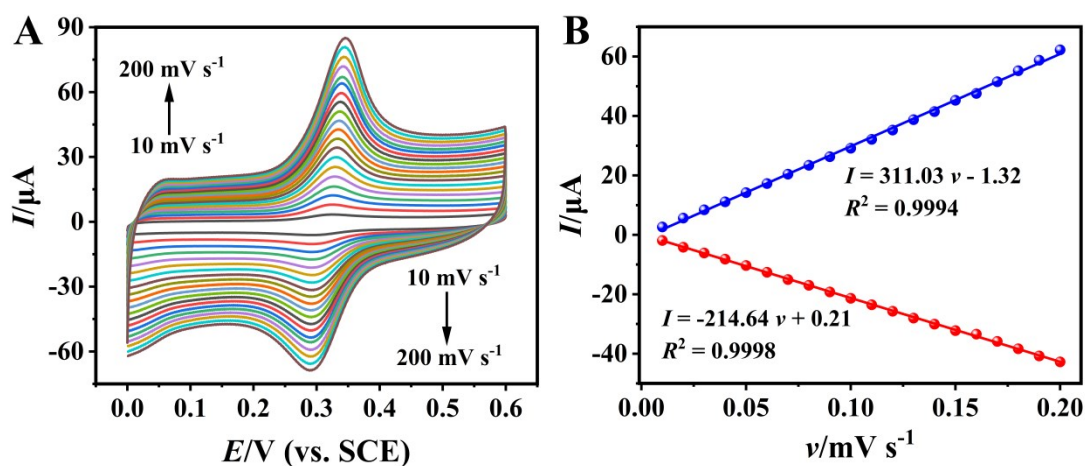 A
90
60
30
0
-30
-60
I/μA
200 mV s⁻¹
10 mV s⁻¹
10 mV s⁻¹
200 mV s⁻¹
0.0 0.1 0.2 0.3 0.4 0.5 0.6
E/V (vs. SCE)
B
60
40
20
0
-20
-40
I/μA
I = 311.03 v - 1.32
R² = 0.9994
I = -214.64 v + 0.21
R² = 0.9998
0.00 0.05 0.10 0.15 0.20
v/mV s⁻¹